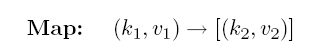 Map: (k₁, v₁) → [(k₂, v₂)]